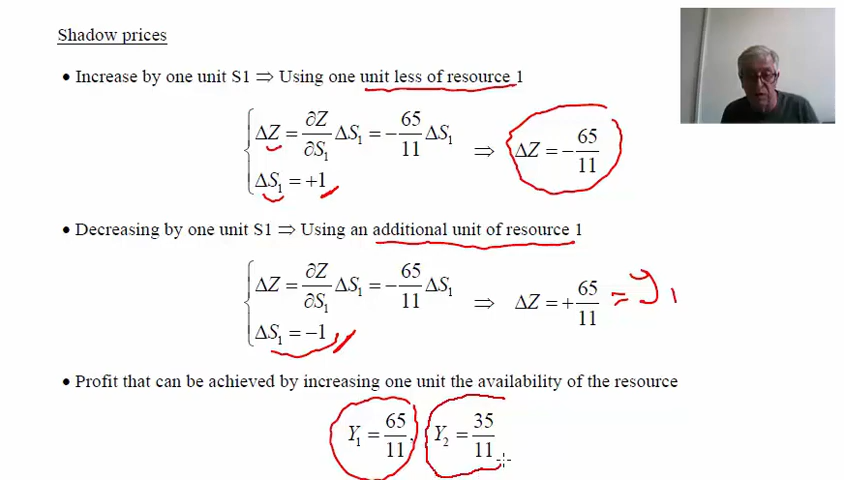 Shadow prices
• Increase by one unit S1 ⇒ Using one unit less of resource 1
ΔZ = ∂Z/∂S₁ ΔS₁ = −65/11 ΔS₁ ⇒ ΔZ = −65/11
ΔS₁ = +1
• Decreasing by one unit S1 ⇒ Using an additional unit of resource 1
ΔZ = ∂Z/∂S₁ ΔS₁ = −65/11 ΔS₁ ⇒ ΔZ = +65/11 = y₁
ΔS₁ = −1
• Profit that can be achieved by increasing one unit the availability of the resource
Y₁ = 65/11, Y₂ = 35/11